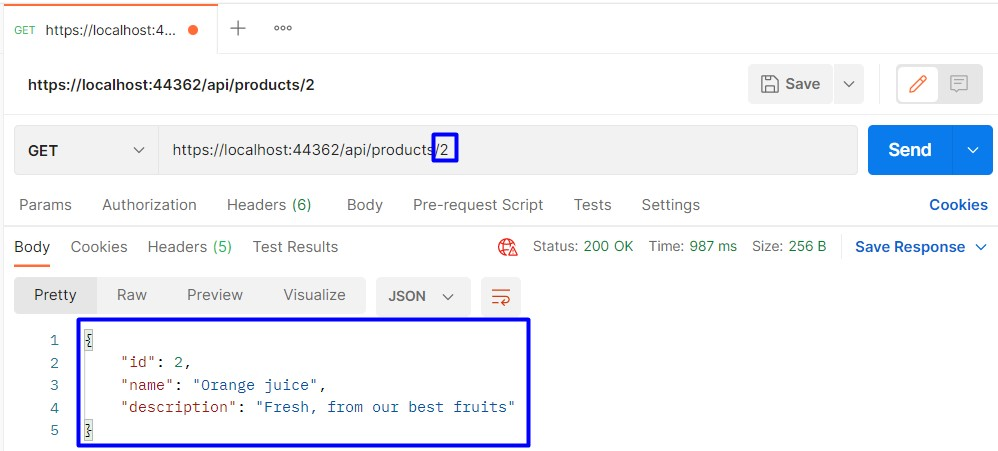 GET https://localhost:4... + ooo
https://localhost:44362/api/products/2 Save
GET https://localhost:44362/api/products/2 Send
Params Authorization Headers (6) Body Pre-request Script Tests Settings Cookies
Body Cookies Headers (5) Test Results Status: 200 OK Time: 987 ms Size: 256 B Save Response
Pretty Raw Preview Visualize JSON
1 {
2 "id": 2,
3 "name": "Orange juice",
4 "description": "Fresh, from our best fruits"
5 }